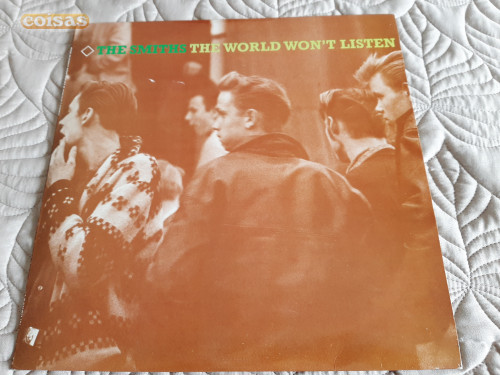 coisas
THE SMITHS THE WORLD WON'T LISTEN